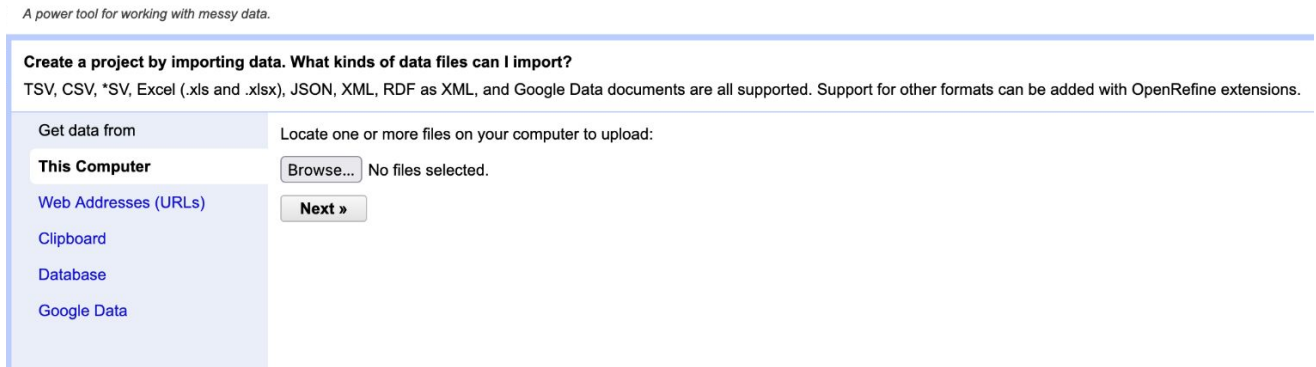 A power tool for working with messy data.
Create a project by importing data. What kinds of data files can I import?
TSV, CSV, *SV, Excel (.xls and .xlsx), JSON, XML, RDF as XML, and Google Data documents are all supported. Support for other formats can be added with OpenRefine extensions.
Get data from
This Computer
Web Addresses (URLs)
Clipboard
Database
Google Data
Locate one or more files on your computer to upload:
Browse... No files selected.
Next »